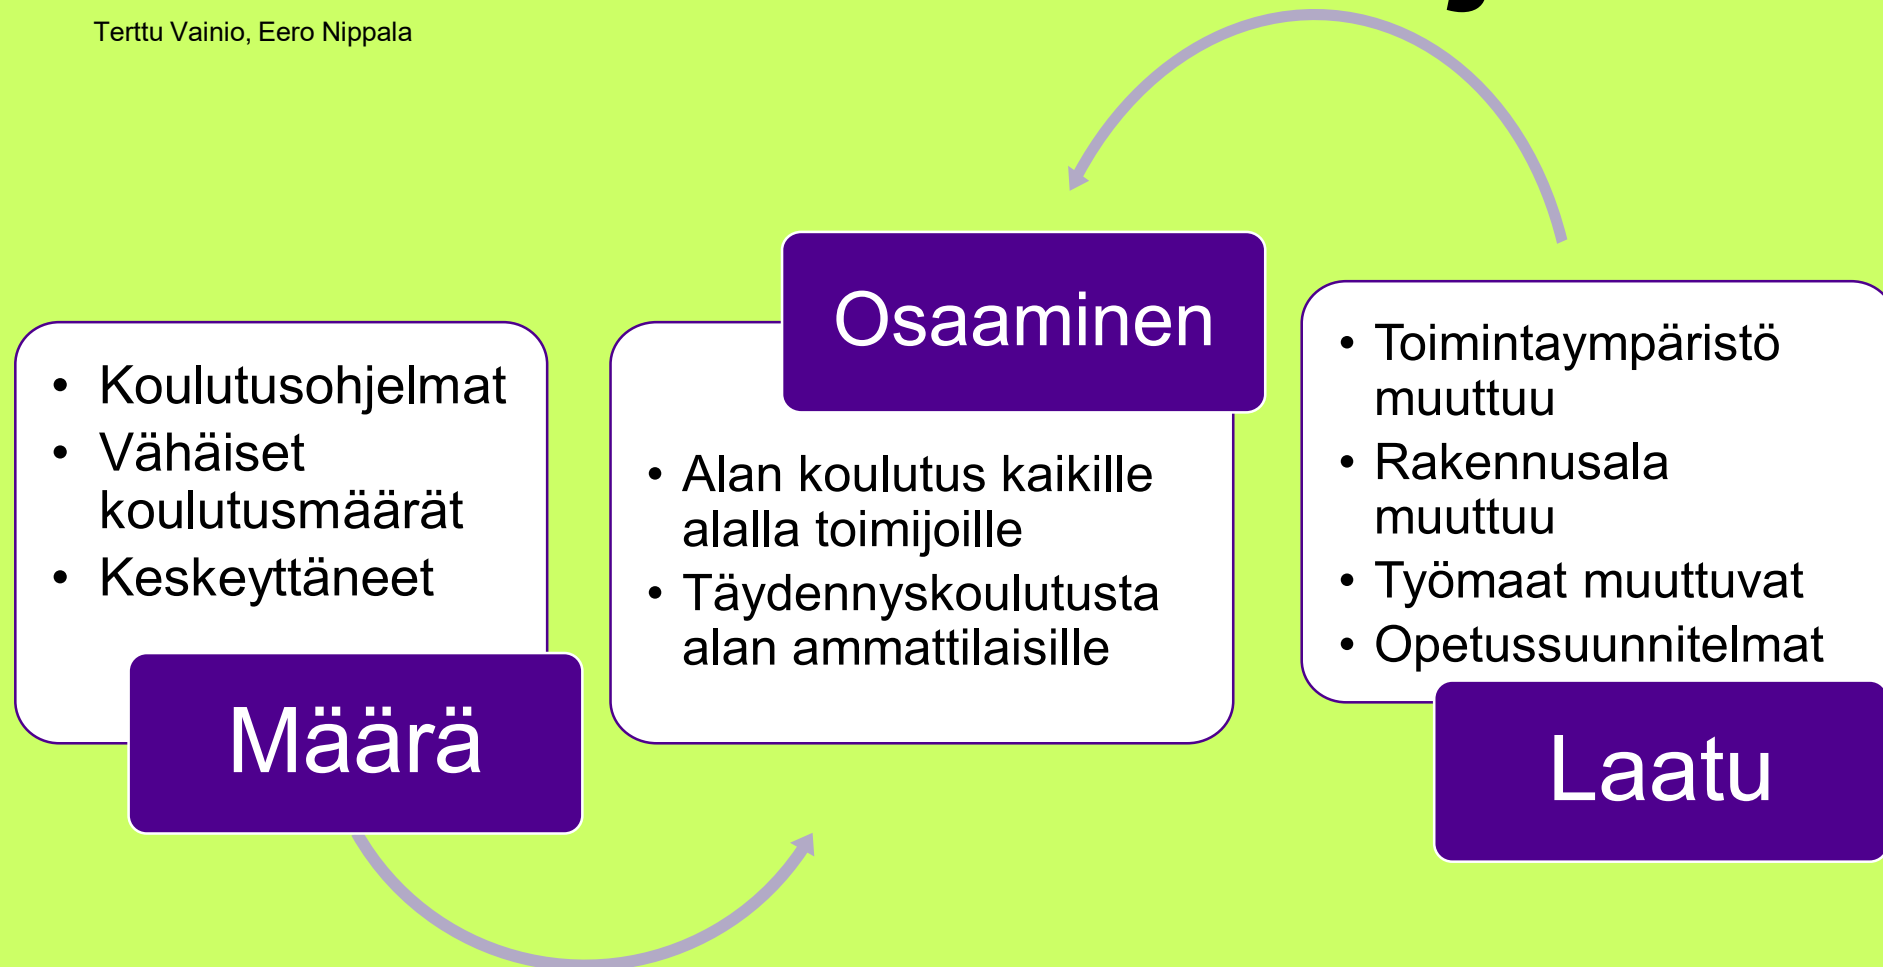 Terttu Vainio, Eero Nippala
• Koulutusohjelmat
• Vähäiset
koulutusmäärät
• Keskeyttäneet
Määrä
Osaaminen
• Alan koulutus kaikille
alalla toimijoille
• Täydennyskoulutusta
alan ammattilaisille
• Toimintaympäristö
muuttuu
• Rakennusala
muuttuu
• Työmaat muuttuvat
• Opetussuunnitelmat
Laatu